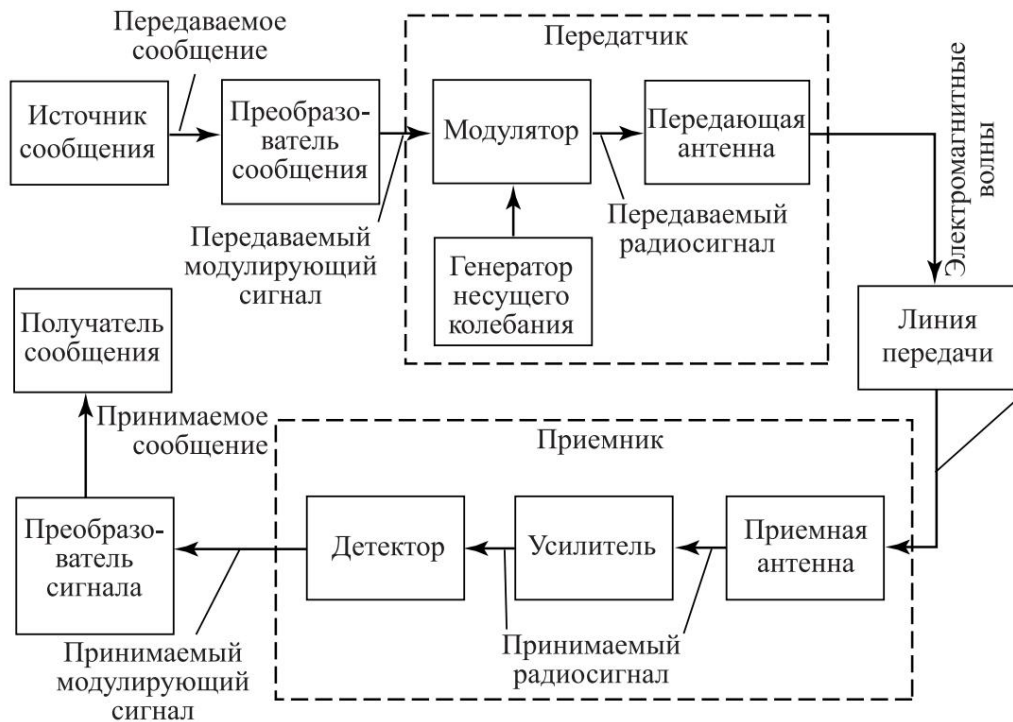 Передаваемое
сообщение
Передатчик
Источник
сообщения
Преобразо-
ватель
сообщения
Модулятор
Передающая
антенна
Электромагнитные
волны
Передаваемый
модулирующий
сигнал
Передаваемый
радиосигнал
Генератор
несущего
колебания
Линия
передачи
Получатель
сообщения
Принимаемое
сообщение
Приемник
Преобразо-
ватель
сигнала
Детектор
Усилитель
Приемная
антенна
Принимаемый
модулирующий
сигнал
Принимаемый
радиосигнал